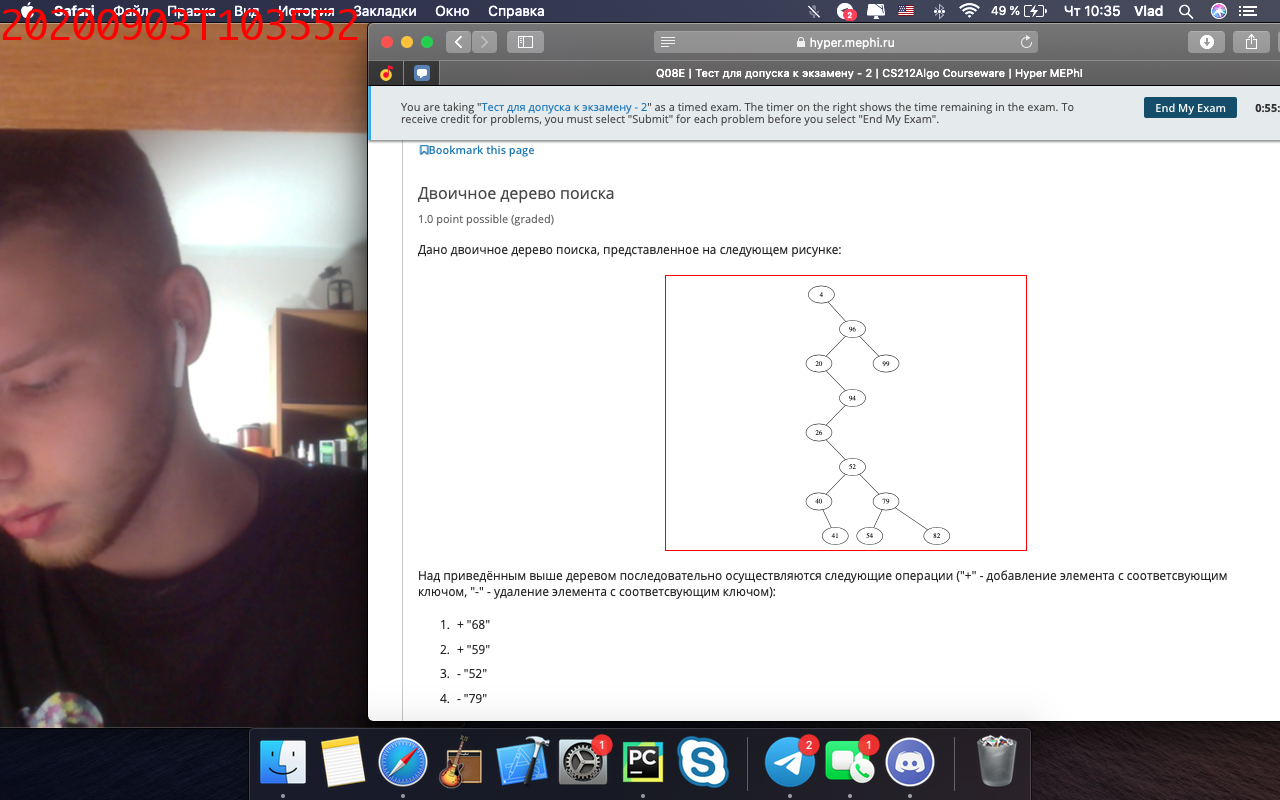 Safari Файл Правка Вид История Закладки Окно Справка 2 49 % Чт 10:35 Vlad
20200903T103552
hyper.mephi.ru
Q08E | Тест для допуска к экзамену - 2 | CS212Algo Courseware | Hyper MEPhI
You are taking "Тест для допуска к экзамену - 2" as a timed exam. The timer on the right shows the time remaining in the exam. To
receive credit for problems, you must select "Submit" for each problem before you select "End My Exam".
End My Exam
0:55:
Bookmark this page
Двоичное дерево поиска
1.0 point possible (graded)
Дано двоичное дерево поиска, представленное на следующем рисунке:
4
96
20 99
94
26
52
40 79
41 54 82
Над приведённым выше деревом последовательно осуществляются следующие операции ("+" - добавление элемента с соответсвующим
ключом, "-" - удаление элемента с соответсвующим ключом):
1. + "68"
2. + "59"
3. - "52"
4. - "79"
1 PC 2 1